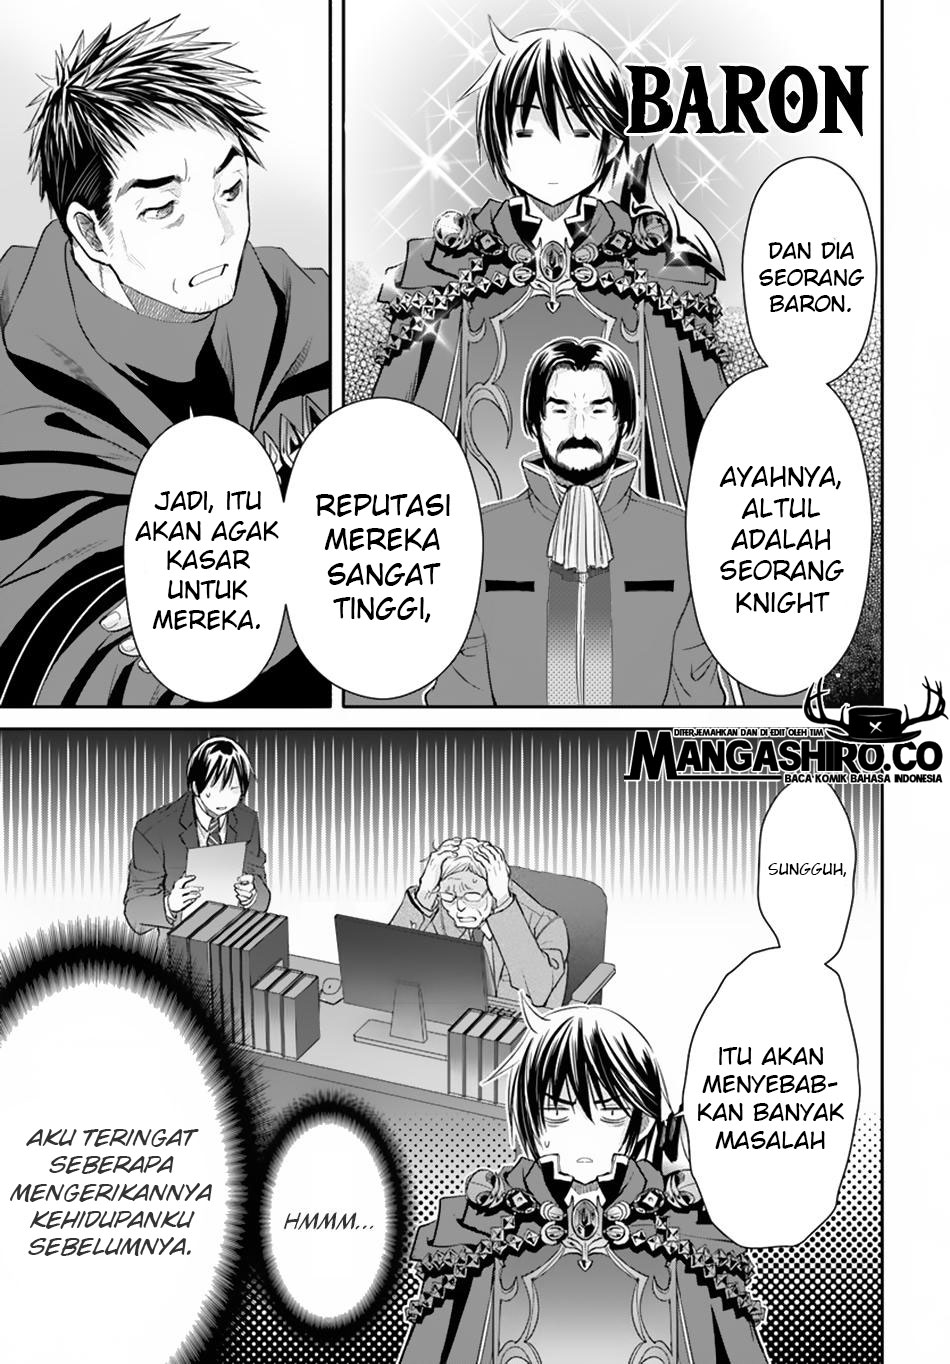 BARON
DAN DIA
SEORANG
BARON.
AYAHNYA,
ALTUL
ADALAH
SEORANG
KNIGHT
REPUTASI
MEREKA
SANGAT
TINGGI,
JADI, ITU
AKAN AGAK
KASAR
UNTUK
MEREKA.
DITERJEMAHKAN DAN DI EDIT OLEH TIM
MANGASHIRO.CO
BACA KOMIK BAHASA INDONESIA
SUNGGUH,
ITU AKAN
MENYEBAB-
KAN BANYAK
MASALAH
HMMM...
AKU TERINGAT
SEBERAPA
MENGERIKANNYA
KEHIDUPANKU
SEBELUMNYA.